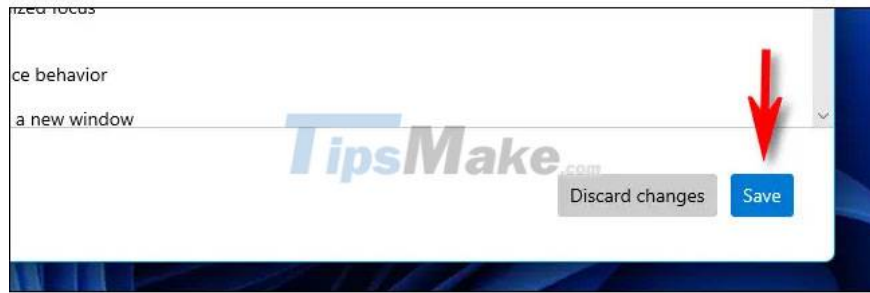 ized focus
ce behavior
a new window
TipsMake.com
Discard changes Save